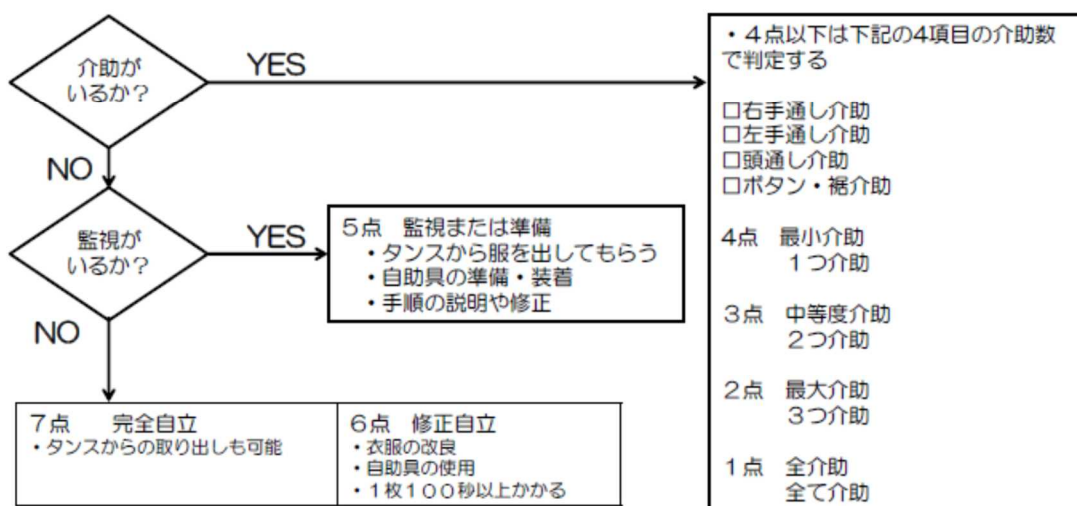 介助が
いるか？
YES
NO
監視が
いるか？
YES
NO
5点　監視または準備
・タンスから服を出してもらう
・自助具の準備・装着
・手順の説明や修正
7点　完全自立
・タンスからの取り出しも可能
6点　修正自立
・衣服の改良
・自助具の使用
・1枚100秒以上かかる
・4点以下は下記の4項目の介助数
で判定する
□右手通し介助
□左手通し介助
□頭通し介助
□ボタン・裾介助
4点　最小介助
1つ介助
3点　中等度介助
2つ介助
2点　最大介助
3つ介助
1点　全介助
全て介助